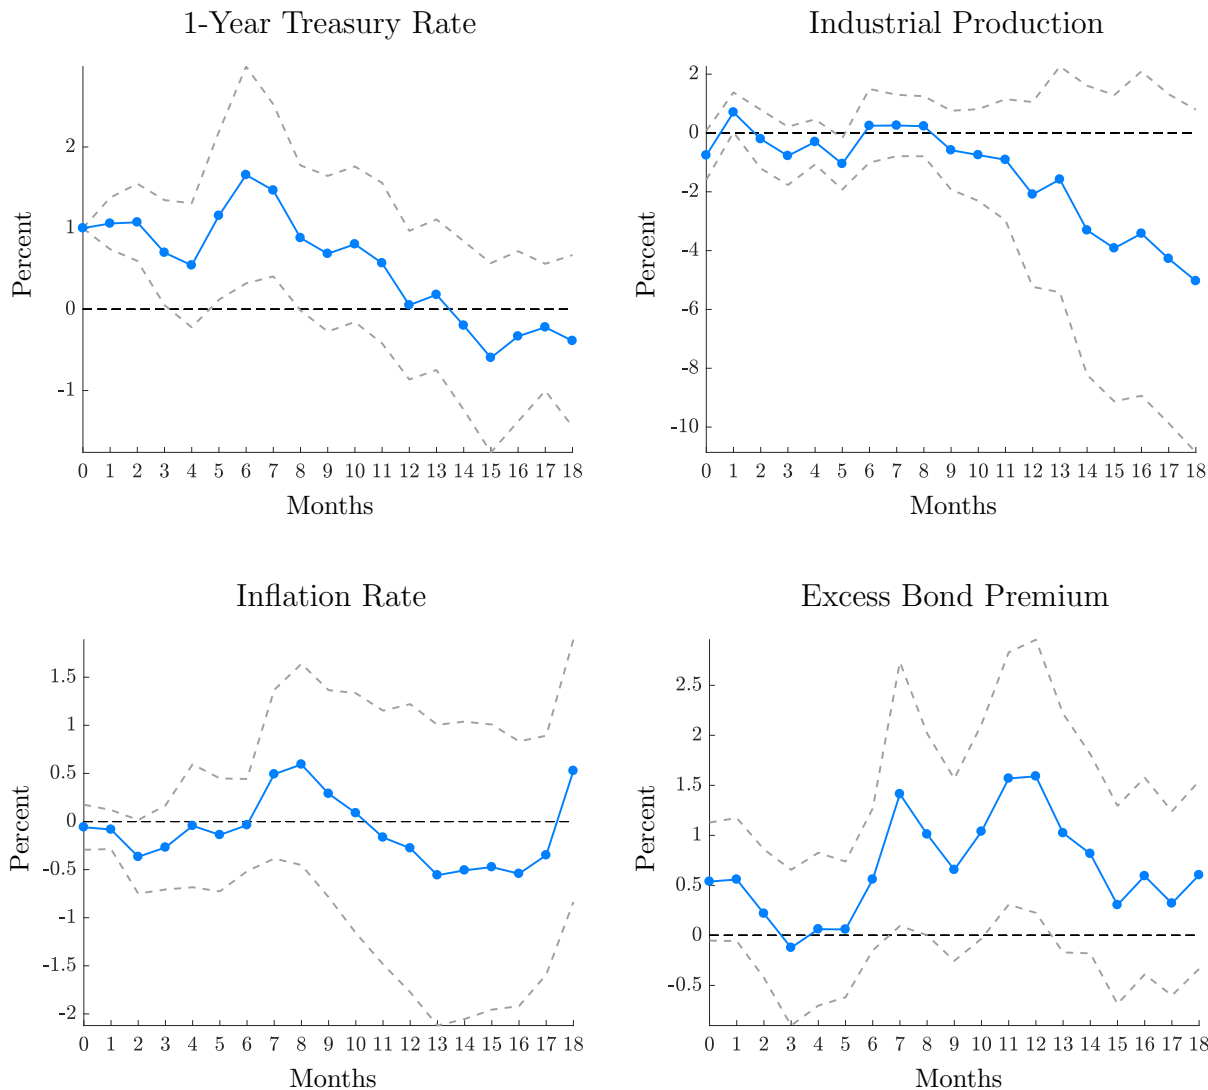 1-Year Treasury Rate
Percent
2
1
0
-1
0 1 2 3 4 5 6 7 8 9 10 11 12 13 14 15 16 17 18
Months
Industrial Production
Percent
2
0
-2
-4
-6
-8
-10
0 1 2 3 4 5 6 7 8 9 10 11 12 13 14 15 16 17 18
Months
Inflation Rate
Percent
1.5
1
0.5
0
-0.5
-1
-1.5
-2
0 1 2 3 4 5 6 7 8 9 10 11 12 13 14 15 16 17 18
Months
Excess Bond Premium
Percent
2.5
2
1.5
1
0.5
0
-0.5
0 1 2 3 4 5 6 7 8 9 10 11 12 13 14 15 16 17 18
Months